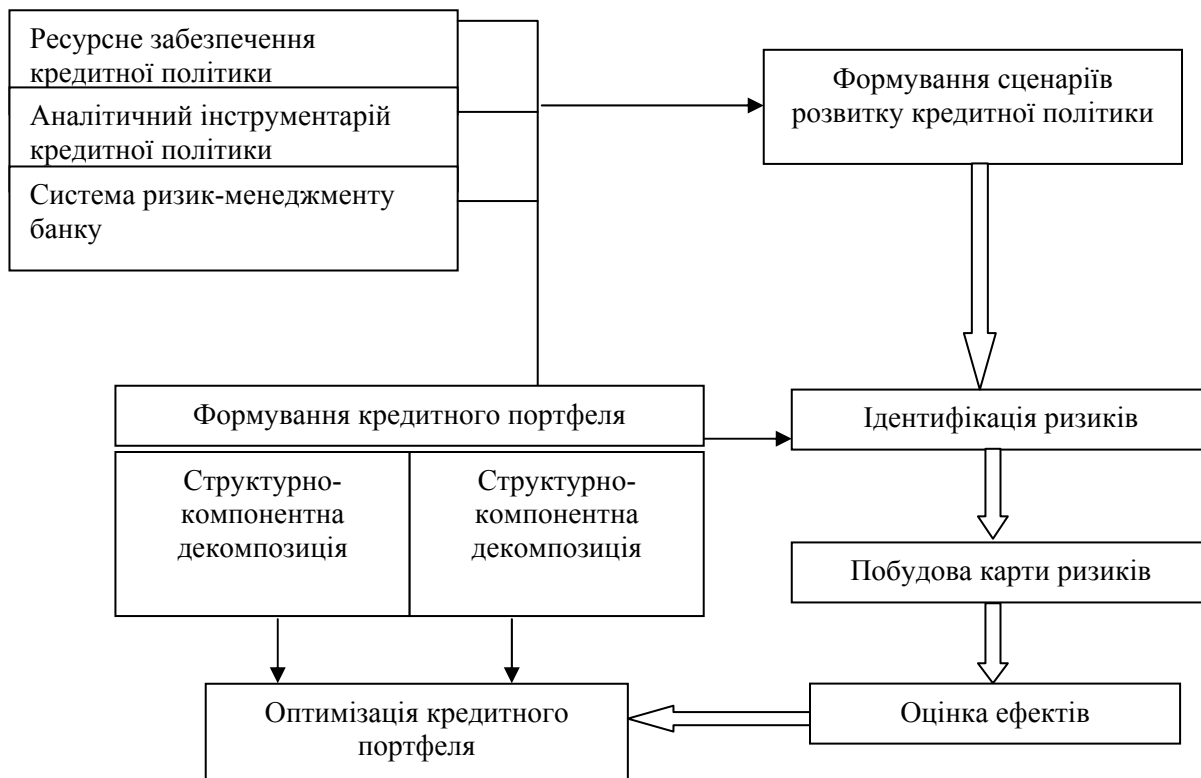 Ресурсне забезпечення
кредитної політики
Аналітичний інструментарій
кредитної політики
Система ризик-менеджменту
банку
Формування сценаріїв
розвитку кредитної політики
Формування кредитного портфеля
Ідентифікація ризиків
Структурно-
компонентна
декомпозиція
Структурно-
компонентна
декомпозиція
Побудова карти ризиків
Оптимізація кредитного
портфеля
Оцінка ефектів